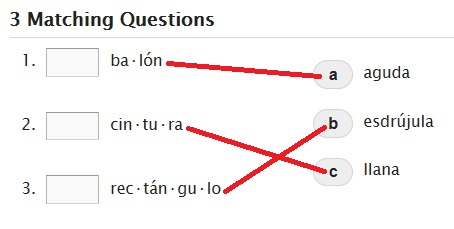 3 Matching Questions
1. ba·lón
a aguda
2. cin·tu·ra
b esdrújula
c llana
3. rec·tán·gu·lo